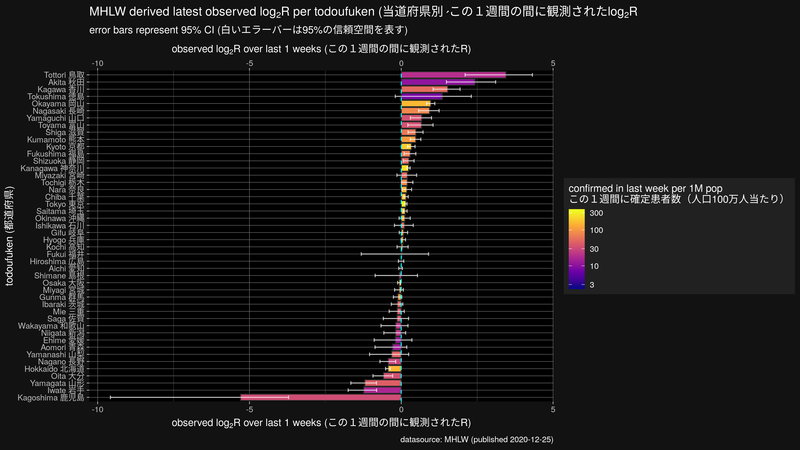 MHLW derived latest observed log2R per todoufuken (当道府県別 -この１週間の間に観測されたlog2R
error bars represent 95% CI (白いエラーバーは95%の信頼空間を表す)
observed log2R over last 1 weeks (この１週間の間に観測されたR)
-10 -5 0 5
todoufuken (都道府県)
Tottori 鳥取
Akita 秋田
Kagawa 香川
Tokushima 徳島
Okayama 岡山
Nagasaki 長崎
Yamaguchi 山口
Toyama 富山
Shiga 滋賀
Kumamoto 熊本
Kyoto 京都
Fukushima 福島
Shizuoka 静岡
Kanagawa 神奈川
Miyazaki 宮崎
Tochigi 栃木
Nara 奈良
Chiba 千葉
Tokyo 東京
Saitama 埼玉
Okinawa 沖縄
Ishikawa 石川
Gifu 岐阜
Hyogo 兵庫
Kochi 高知
Fukui 福井
Hiroshima 広島
Aichi 愛知
Shimane 島根
Osaka 大阪
Miyagi 宮城
Gunma 群馬
Ibaraki 茨城
Mie 三重
Saga 佐賀
Wakayama 和歌山
Niigata 新潟
Ehime 愛媛
Aomori 青森
Yamanashi 山梨
Nagano 長野
Hokkaido 北海道
Oita 大分
Yamagata 山形
Iwate 岩手
Kagoshima 鹿児島
-10 -5 0 5
observed log2R over last 1 weeks (この１週間の間に観測されたR)
confirmed in last week per 1M pop
この１週間に確定患者数（人口100万人当たり）
300
100
30
10
3
datasource: MHLW (published 2020-12-25)